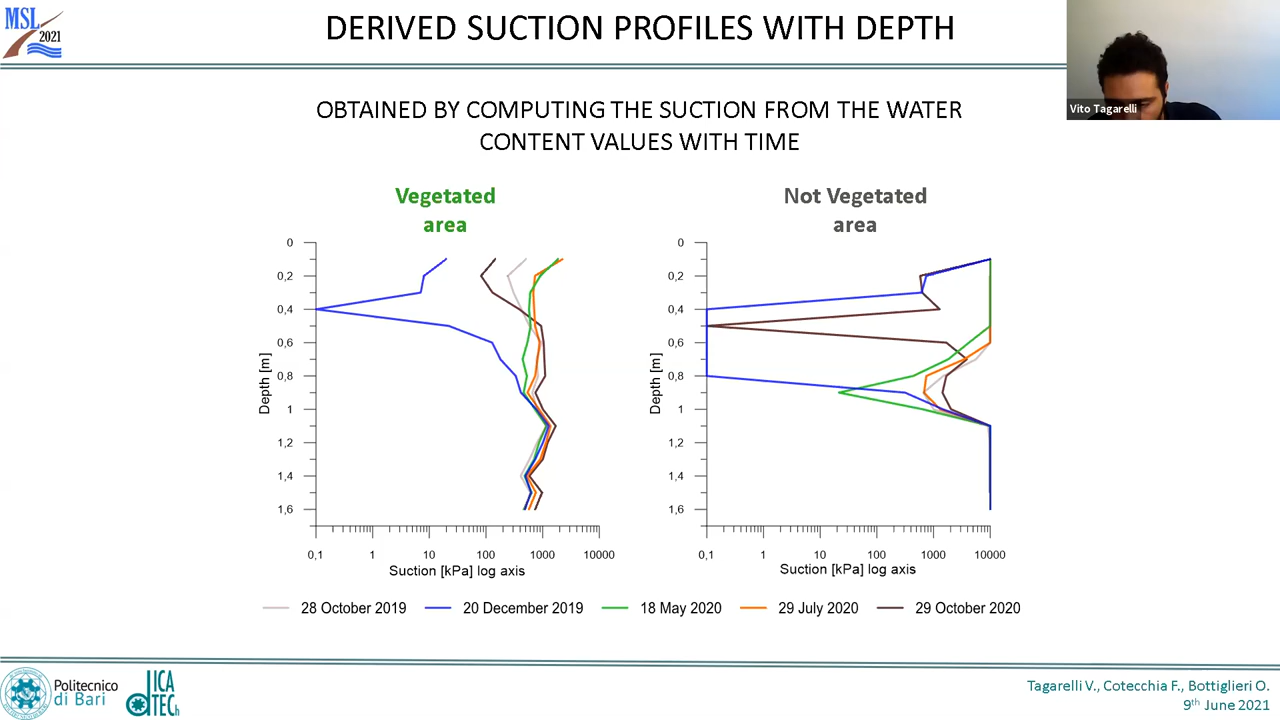 MSL
2021
DERIVED SUCTION PROFILES WITH DEPTH
Vito Tagarelli
OBTAINED BY COMPUTING THE SUCTION FROM THE WATER
CONTENT VALUES WITH TIME
Vegetated
area
0
0,2
0,4
0,6
0,8
1
1,2
1,4
1,6
Depth [m]
0,1 1 10 100 1000 10000
Suction [kPa] log axis
Not Vegetated
area
0
0,2
0,4
0,6
0,8
1
1,2
1,4
1,6
Depth [m]
0,1 1 10 100 1000 10000
Suction [kPa] log axis
28 October 2019 20 December 2019 18 May 2020 29 July 2020 29 October 2020
Politecnico
di Bari
dICA
TECh
Tagarelli V., Cotecchia F., Bottiglieri O.
9th June 2021